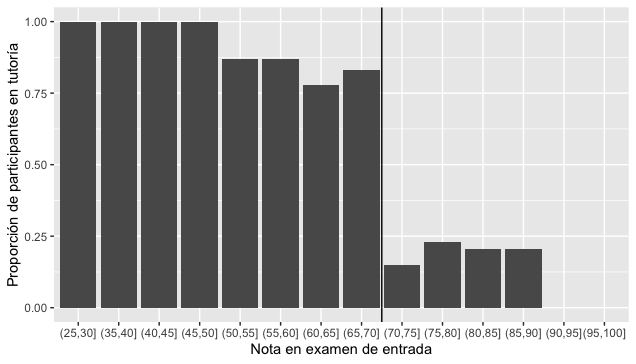 Proporción de participantes en tutoría
1.00
0.75
0.50
0.25
0.00
(25,30] (35,40] (40,45] (45,50] (50,55] (55,60] (60,65] (65,70] (70,75] (75,80] (80,85] (85,90] (90,95] (95,100]
Nota en examen de entrada